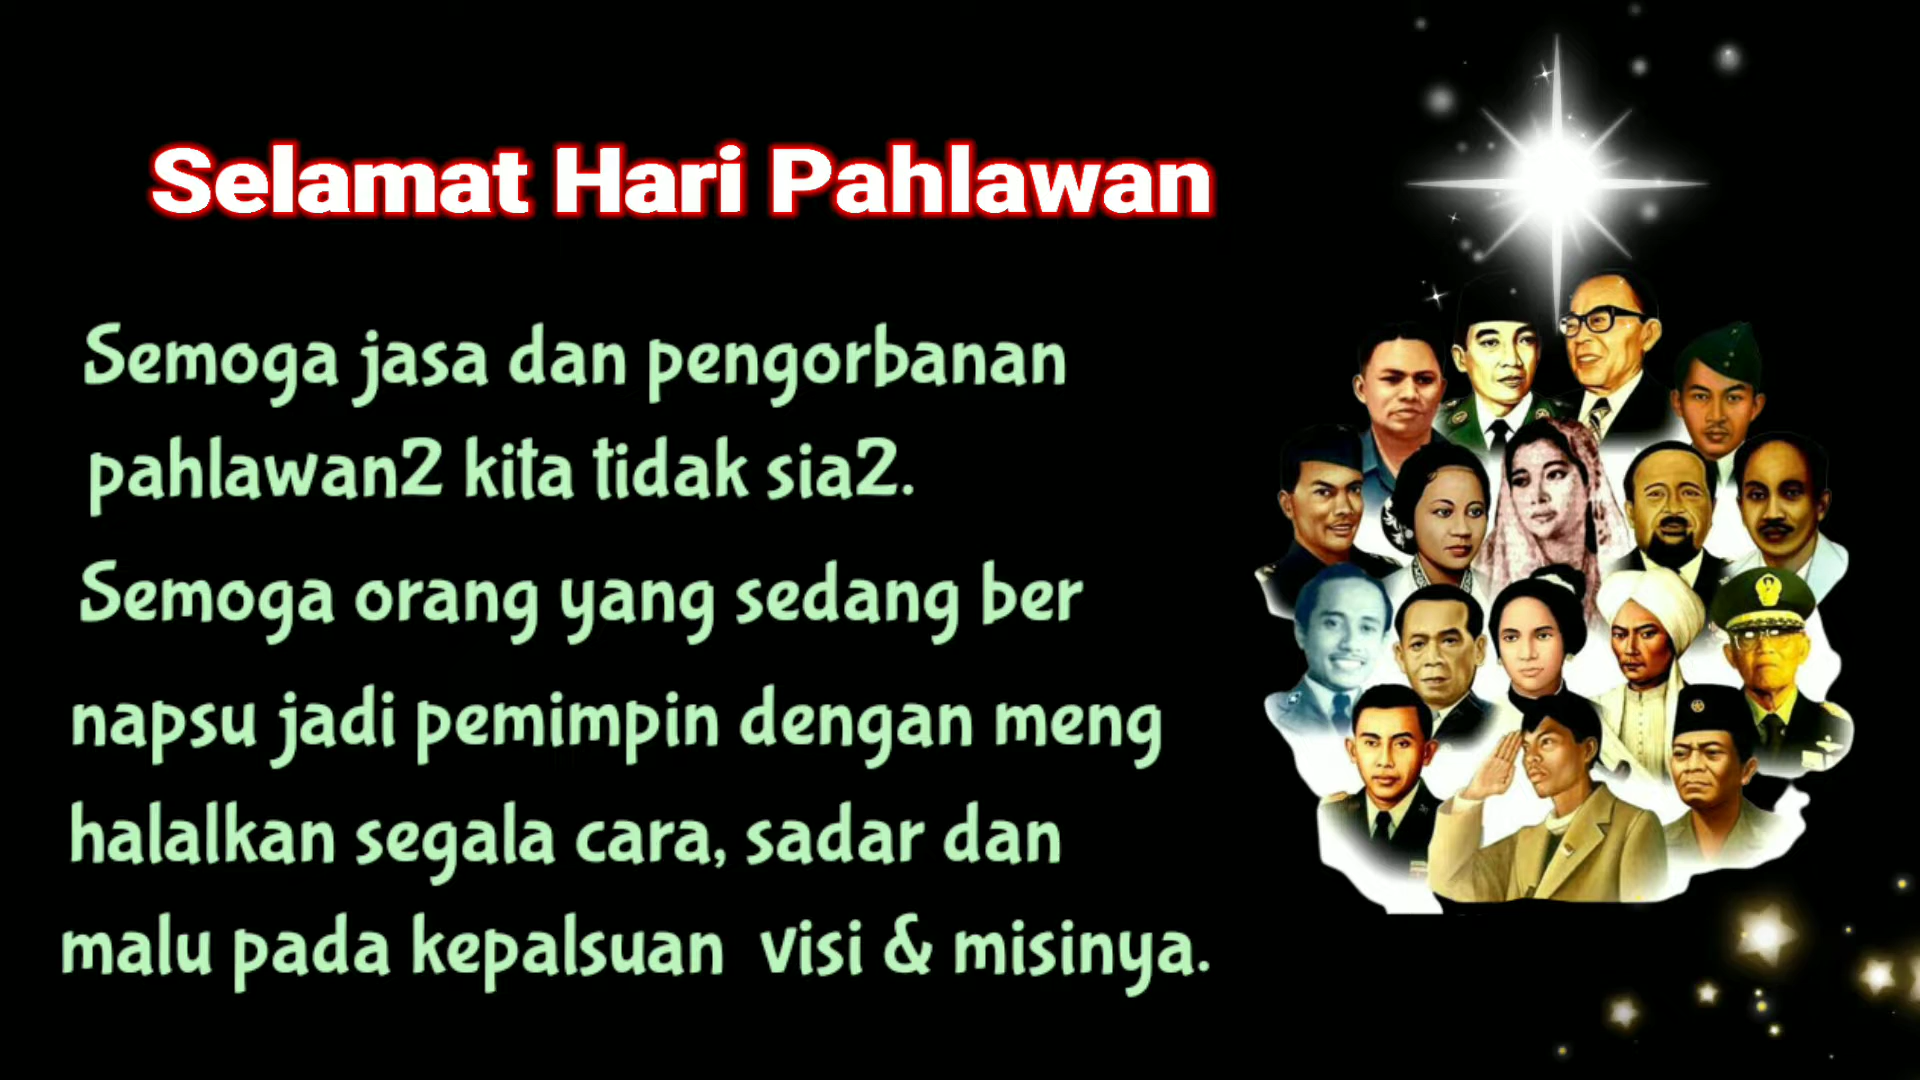 Selamat Hari Pahlawan
Semoga jasa dan pengorbanan
pahlawan2 kita tidak sia2.
Semoga orang yang sedang ber
napsu jadi pemimpin dengan meng
halalkan segala cara, sadar dan
malu pada kepalsuan visi & misinya.